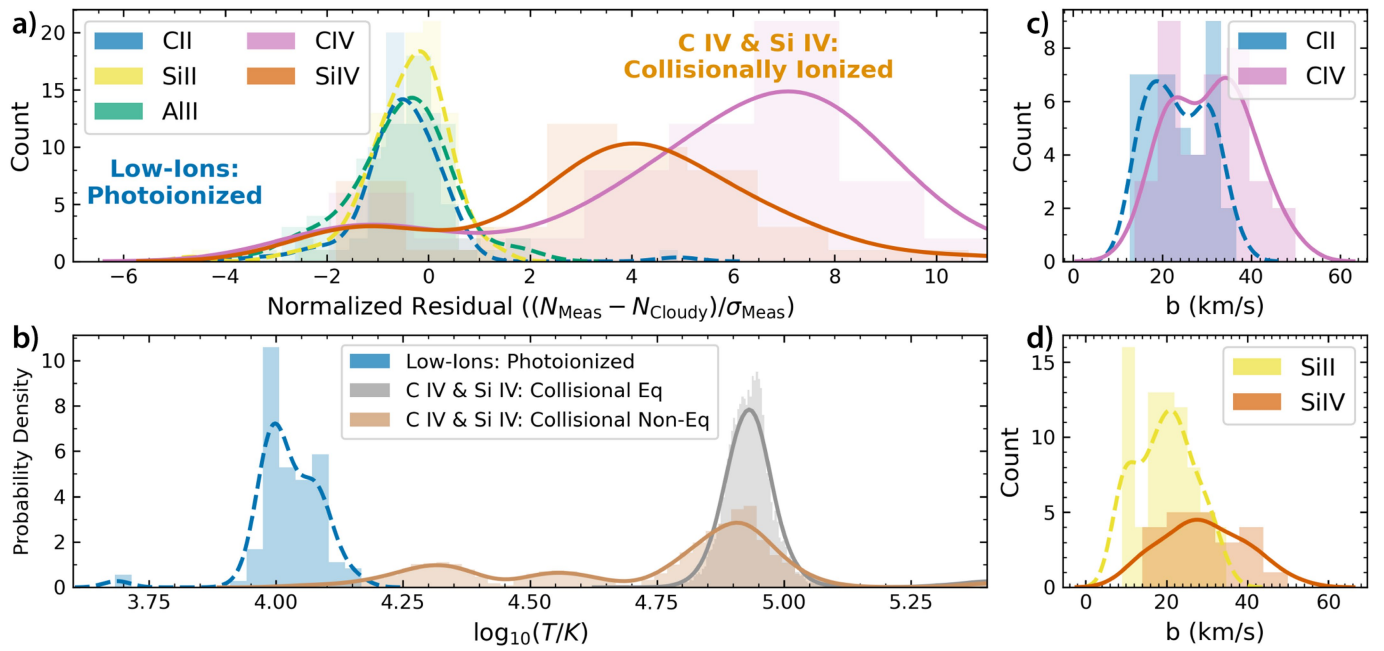 a)
20
15
10
5
0
Count
CII
SiII
AlII
CIV
SiIV
C IV & Si IV:
Collisionally Ionized
Low-Ions:
Photoionized
−6 −4 −2 0 2 4 6 8 10
Normalized Residual ((N_Meas − N_Cloudy)/σ_Meas)
c)
8
6
4
2
0
Count
CII
CIV
0 20 40 60
b (km/s)
b)
10
8
6
4
2
0
Probability Density
Low-Ions: Photoionized
C IV & Si IV: Collisional Eq
C IV & Si IV: Collisional Non-Eq
3.75 4.00 4.25 4.50 4.75 5.00 5.25
log₁₀(T/K)
d)
15
10
5
0
Count
SiII
SiIV
0 20 40 60
b (km/s)